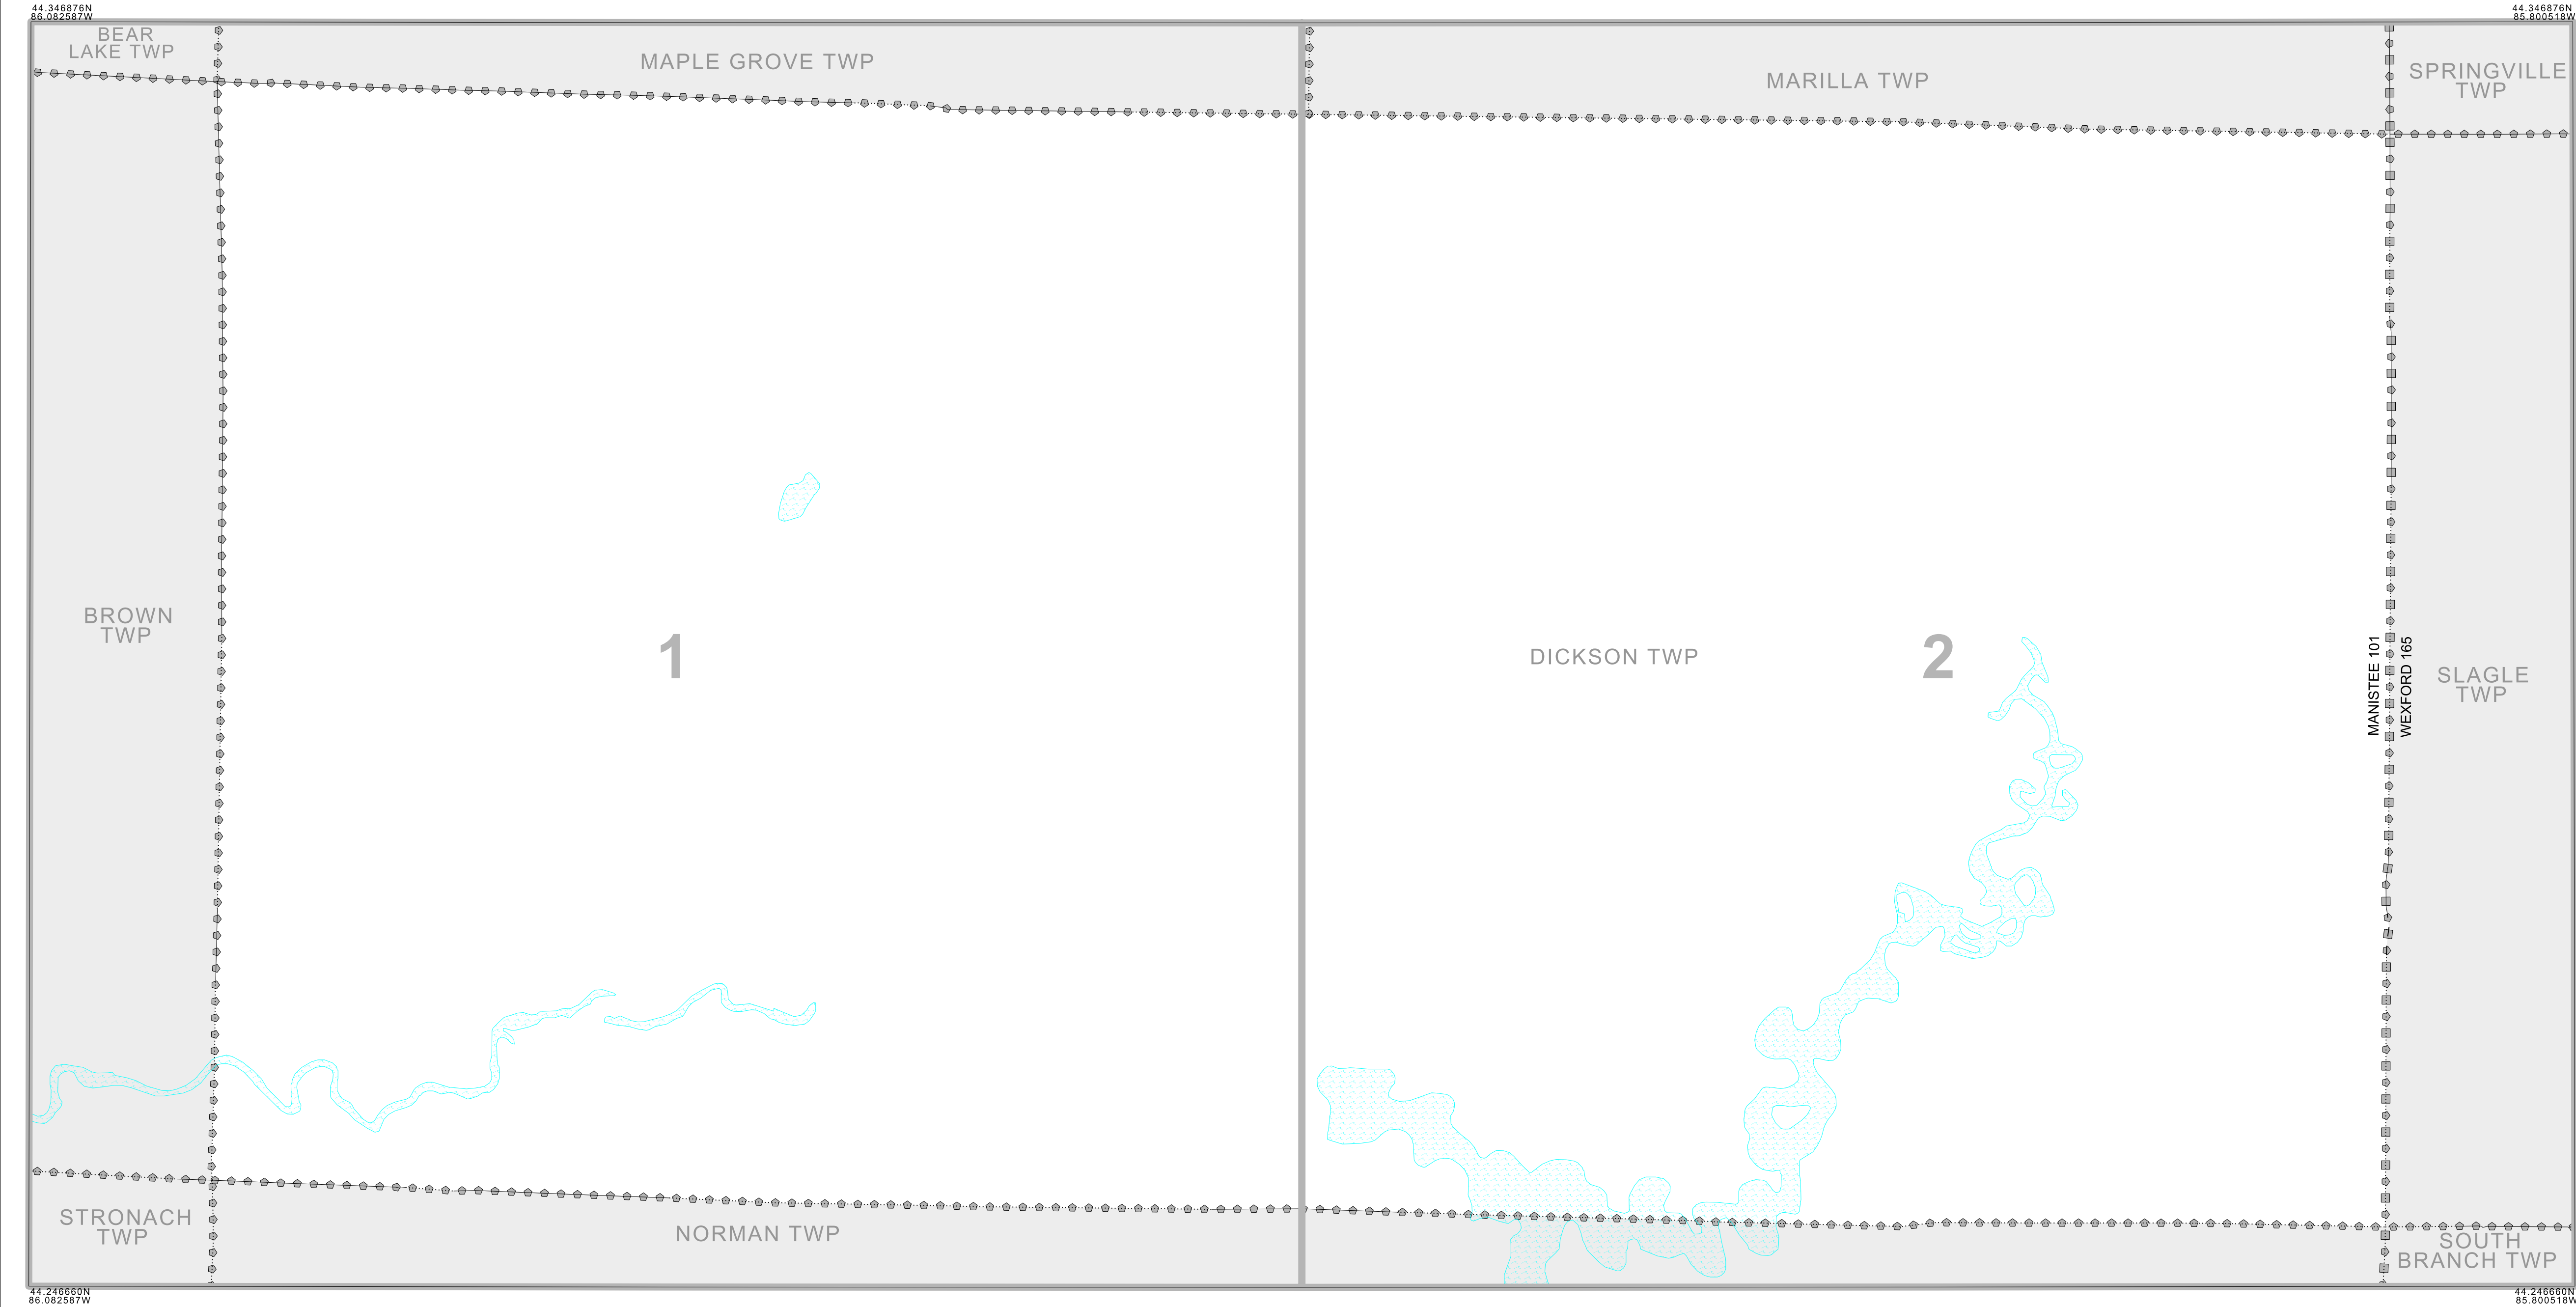 44.346876N
86.082587W
44.346876N
85.800518W
BEAR
LAKE TWP
MAPLE GROVE TWP
MARILLA TWP
SPRINGVILLE
TWP
BROWN
TWP
1
DICKSON TWP
2
MANISTEE 101
WEXFORD 165
SLAGLE
TWP
STRONACH
TWP
NORMAN TWP
SOUTH
BRANCH TWP
44.246660N
86.082587W
44.246660N
85.800518W